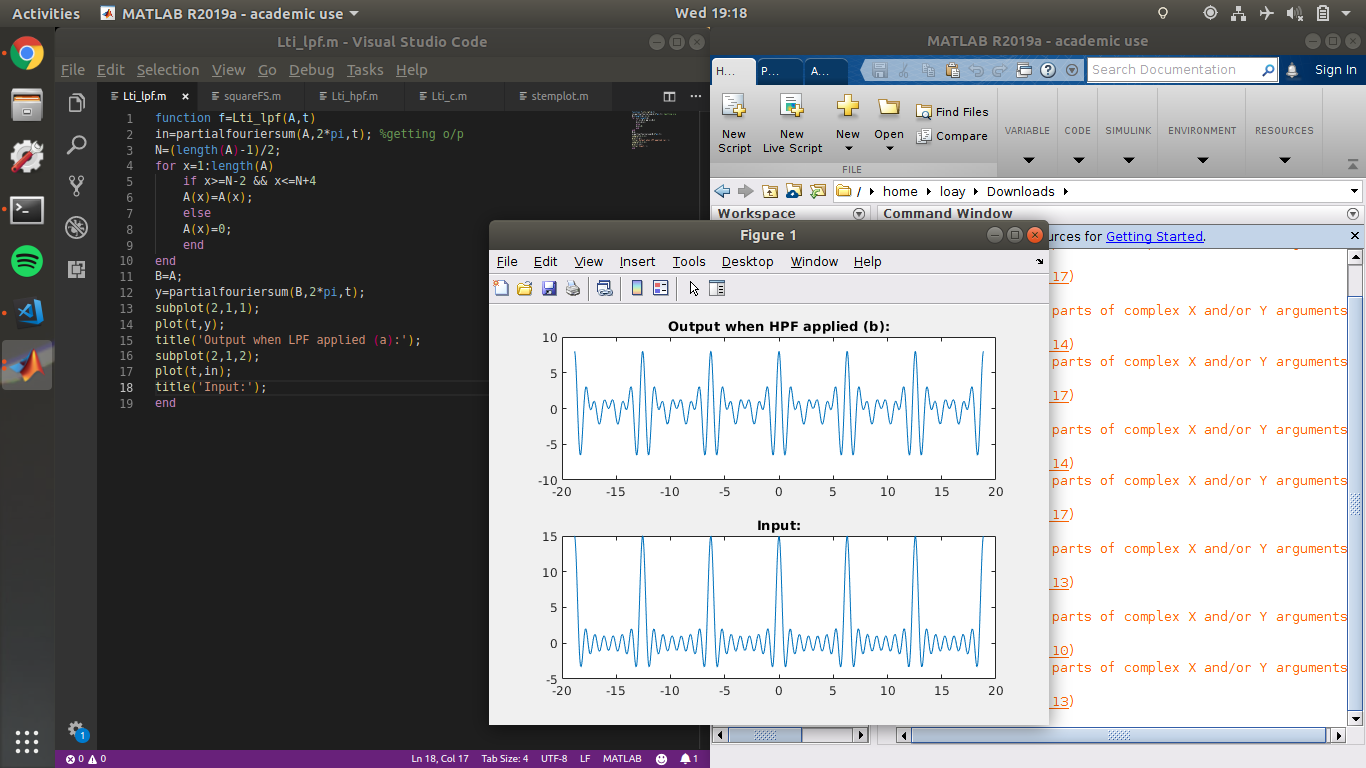 Activities
MATLAB R2019a - academic use
Wed 19:18
Lti_lpf.m - Visual Studio Code
File Edit Selection View Go Debug Tasks Help
Lti_lpf.m squareFS.m Lti_hpf.m Lti_c.m stemplot.m
1 function f=Lti_lpf(A,t)
2 in=partialfouriersum(A,2*pi,t); %getting o/p
3 N=(length(A)-1)/2;
4 for x=1:length(A)
5 if x>=N-2 && x<=N+4
6 A(x)=A(x);
7 else
8 A(x)=0;
9 end
10 end
11 B=A;
12 y=partialfouriersum(B,2*pi,t);
13 subplot(2,1,1);
14 plot(t,y);
15 title('Output when LPF applied (a):');
16 subplot(2,1,2);
17 plot(t,in);
18 title('Input:');
19 end
1
0 0
Ln 18, Col 17 Tab Size: 4 UTF-8 LF MATLAB 1
MATLAB R2019a - academic use
H... P... A...
Search Documentation
Sign In
New Script
New Live Script
New
Open
Find Files
Compare
FILE
VARIABLE
CODE
SIMULINK
ENVIRONMENT
RESOURCES
/ home loay Downloads
Workspace
Command Window
urces for Getting Started.
17)
parts of complex X and/or Y arguments
14)
parts of complex X and/or Y arguments
17)
parts of complex X and/or Y arguments
14)
parts of complex X and/or Y arguments
17)
parts of complex X and/or Y arguments
13)
parts of complex X and/or Y arguments
10)
parts of complex X and/or Y arguments
13)
Figure 1
File Edit View Insert Tools Desktop Window Help
Output when HPF applied (b):
10
5
0
-5
-10
-20 -15 -10 -5 0 5 10 15 20
Input:
15
10
5
0
-5
-20 -15 -10 -5 0 5 10 15 20